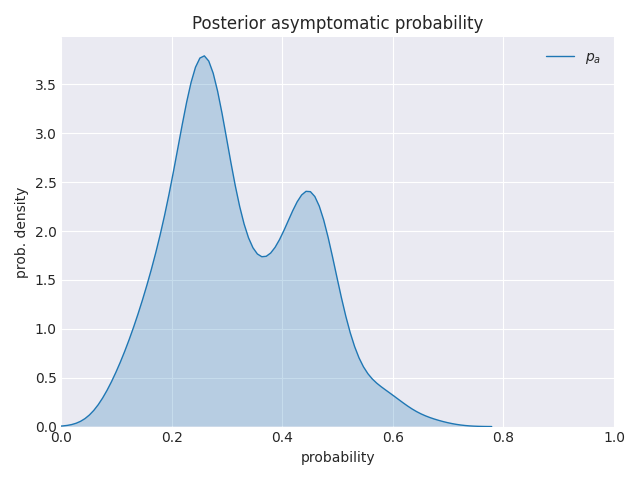 Posterior asymptomatic probability
pₐ
prob. density
3.5
3.0
2.5
2.0
1.5
1.0
0.5
0.0
0.0 0.2 0.4 0.6 0.8 1.0
probability